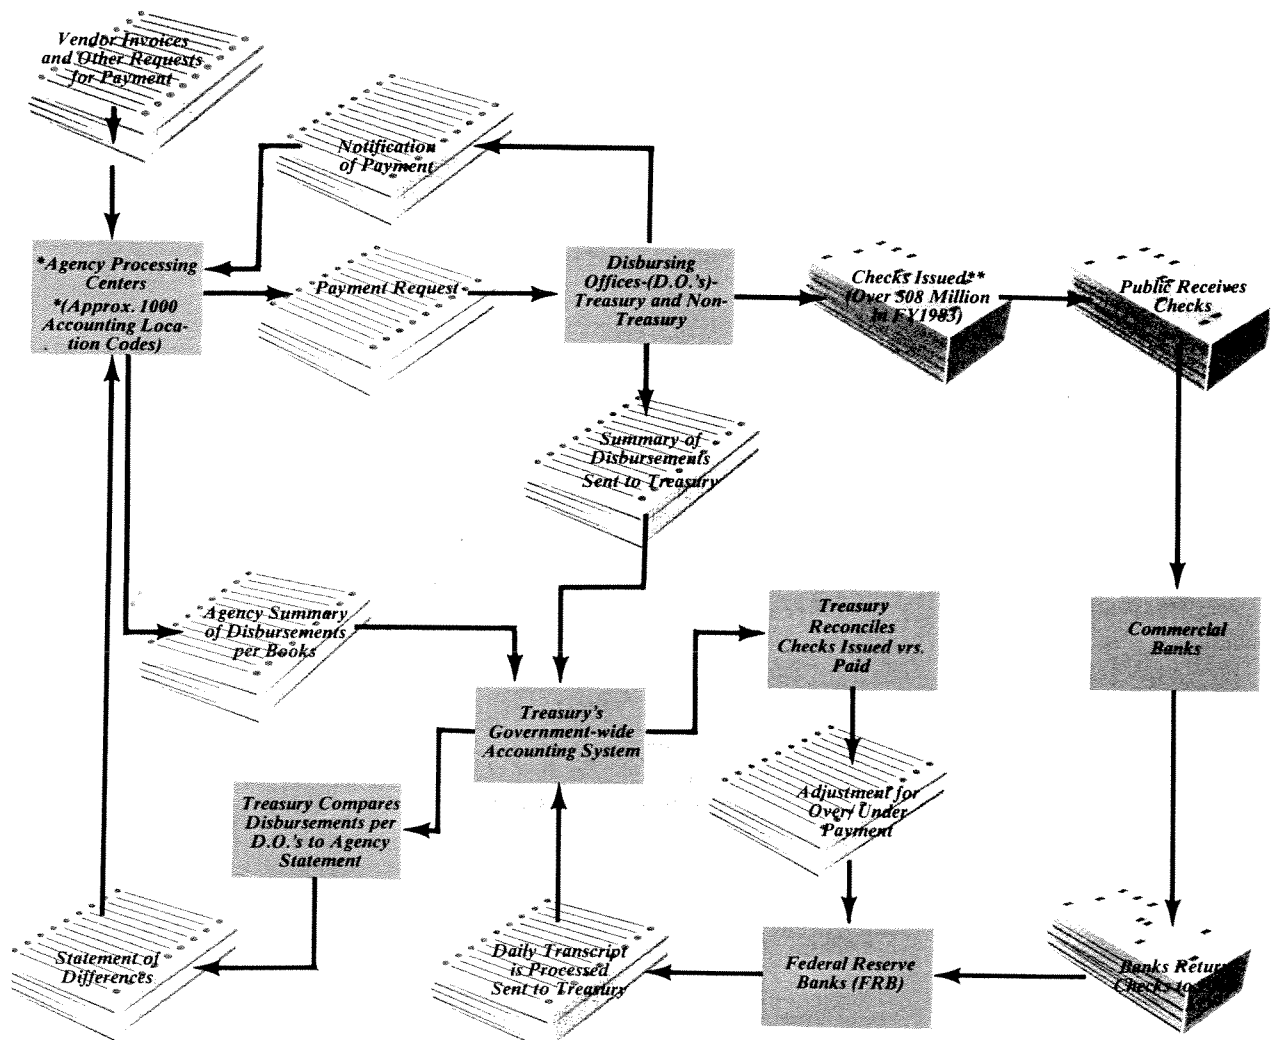 Vendor Invoices
and Other Requests
for Payment
Notification
of Payment
*Agency Processing
Centers
*(Approx. 1000
Accounting Loca-
tion Codes)
Payment Request
Disbursing
Offices-(D.O.'s)-
Treasury and Non-
Treasury
Checks Issued**
(Over 508 Million
in FY1983)
Public Receives
Checks
Summary of
Disbursements
Sent to Treasury
Agency Summary
of Disbursements
per Books
Treasury
Reconciles
Checks Issued vrs.
Paid
Commercial
Banks
Treasury's
Government-wide
Accounting System
Treasury Compares
Disbursements per
D.O.'s to Agency
Statement
Adjustment for
Over/ Under
Payment
Statement of
Differences
Daily Transcript
is Processed
Sent to Treasury
Federal Reserve
Banks (FRB)
Banks Return
Checks to